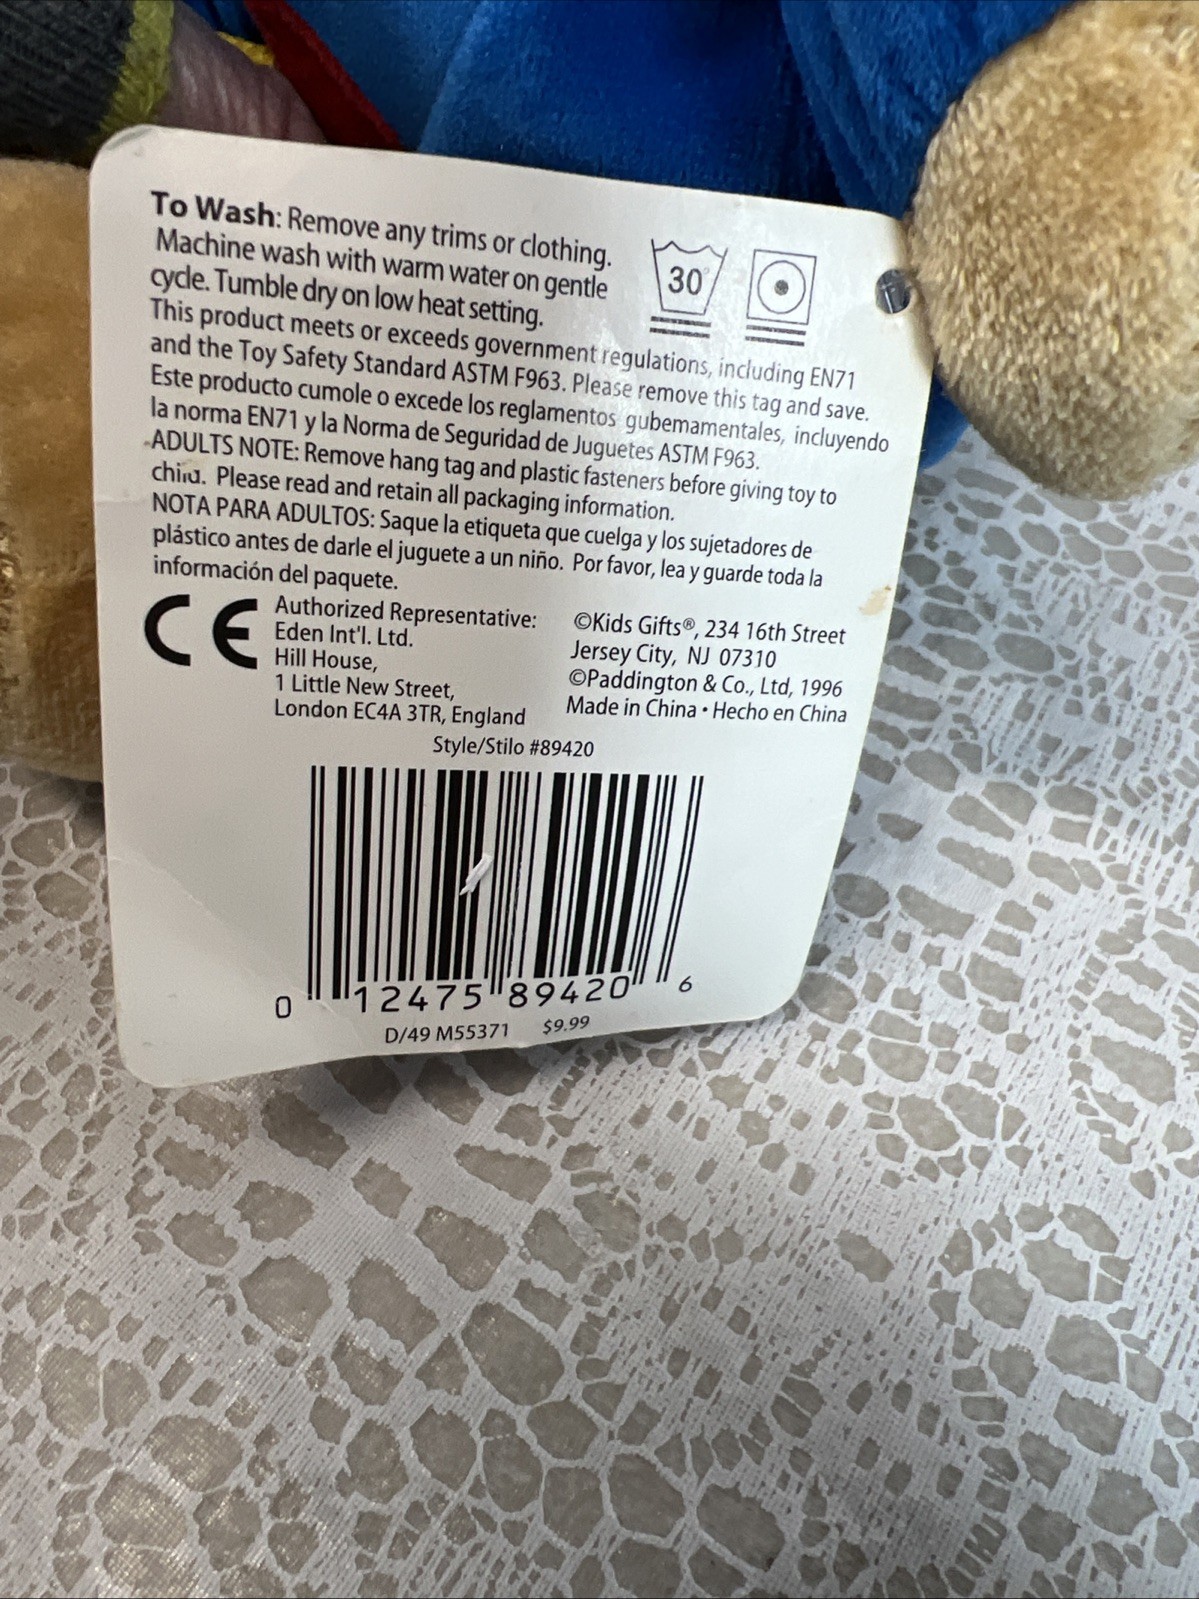 To Wash: Remove any trims or clothing.
Machine wash with warm water on gentle
cycle. Tumble dry on low heat setting.
30°
This product meets or exceeds government regulations, including EN71
and the Toy Safety Standard ASTM F963. Please remove this tag and save.
Este producto cumole o excede los reglamentos gubemamentales, incluyendo
la norma EN71 y la Norma de Seguridad de Juguetes ASTM F963.
ADULTS NOTE: Remove hang tag and plastic fasteners before giving toy to
child. Please read and retain all packaging information.
NOTA PARA ADULTOS: Saque la etiqueta que cuelga y los sujetadores de
plástico antes de darle el juguete a un niño. Por favor, lea y guarde toda la
información del paquete.
CE
Authorized Representative:
Eden Int'l. Ltd.
Hill House,
1 Little New Street,
London EC4A 3TR, England
©Kids Gifts®, 234 16th Street
Jersey City, NJ 07310
©Paddington & Co., Ltd, 1996
Made in China • Hecho en China
Style/Stilo #89420
0 12475 89420 6
D/49 M55371 $9.99